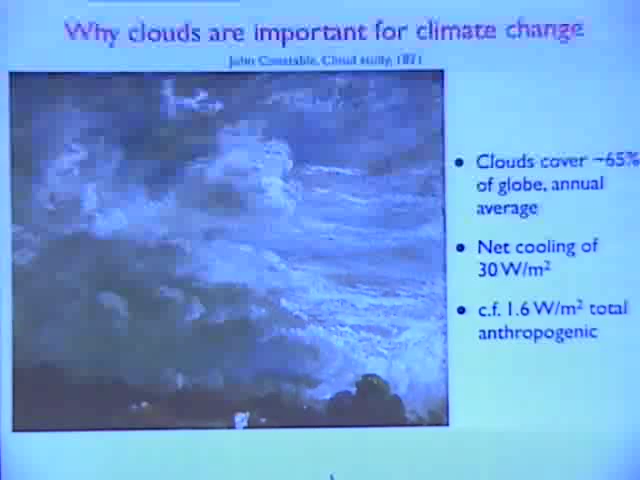 Why clouds are important for climate change
John Constable, Cloud study, 1821
• Clouds cover ~65%
of globe, annual
average
• Net cooling of
30 W/m²
• c.f. 1.6 W/m² total
anthropogenic